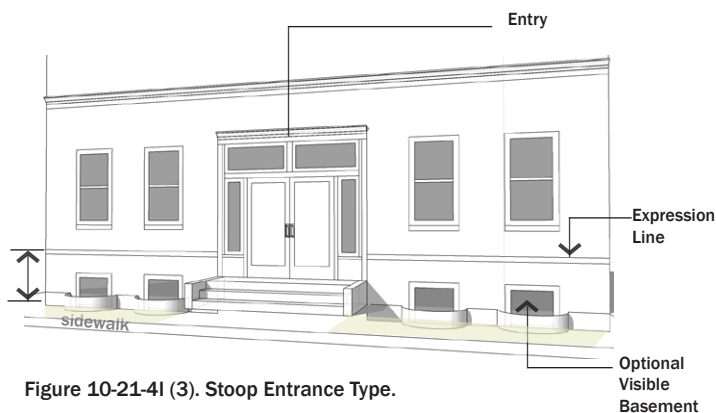 Entry
Expression
Line
sidewalk
Optional
Visible
Basement
Figure 10-21-4I (3). Stoop Entrance Type.